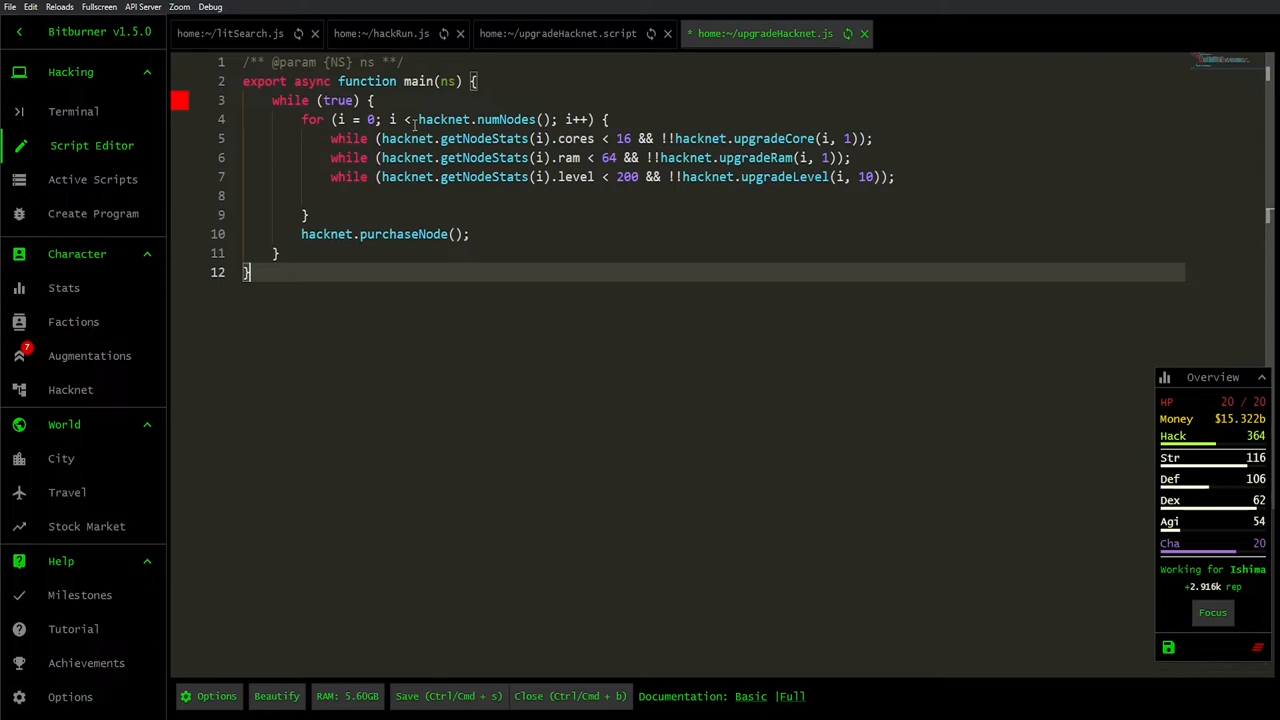 File Edit Reloads Fullscreen API Server Zoom Debug
Bitburner v1.5.0
Hacking
Terminal
Script Editor
Active Scripts
Create Program
Character
Stats
Factions
7
Augmentations
Hacknet
World
City
Travel
Stock Market
Help
Milestones
Tutorial
Achievements
Options
home:~/litSearch.js home:~/hackRun.js home:~/upgradeHacknet.script * home:~/upgradeHacknet.js
1 /** @param {NS} ns **/
2 export async function main(ns) {
3 while (true) {
4 for (i = 0; i < hacknet.numNodes(); i++) {
5 while (hacknet.getNodeStats(i).cores < 16 && !!hacknet.upgradeCore(i, 1));
6 while (hacknet.getNodeStats(i).ram < 64 && !!hacknet.upgradeRam(i, 1));
7 while (hacknet.getNodeStats(i).level < 200 && !!hacknet.upgradeLevel(i, 10));
8
9 }
10 hacknet.purchaseNode();
11 }
12 }
Overview
HP 20 / 20
Money $15.322b
Hack 364
Str 116
Def 106
Dex 62
Agi 54
Cha 20
Working for Ishima
+2.916k rep
Focus
Options Beautify RAM: 5.60GB Save (Ctrl/Cmd + s) Close (Ctrl/Cmd + b) Documentation: Basic |Full